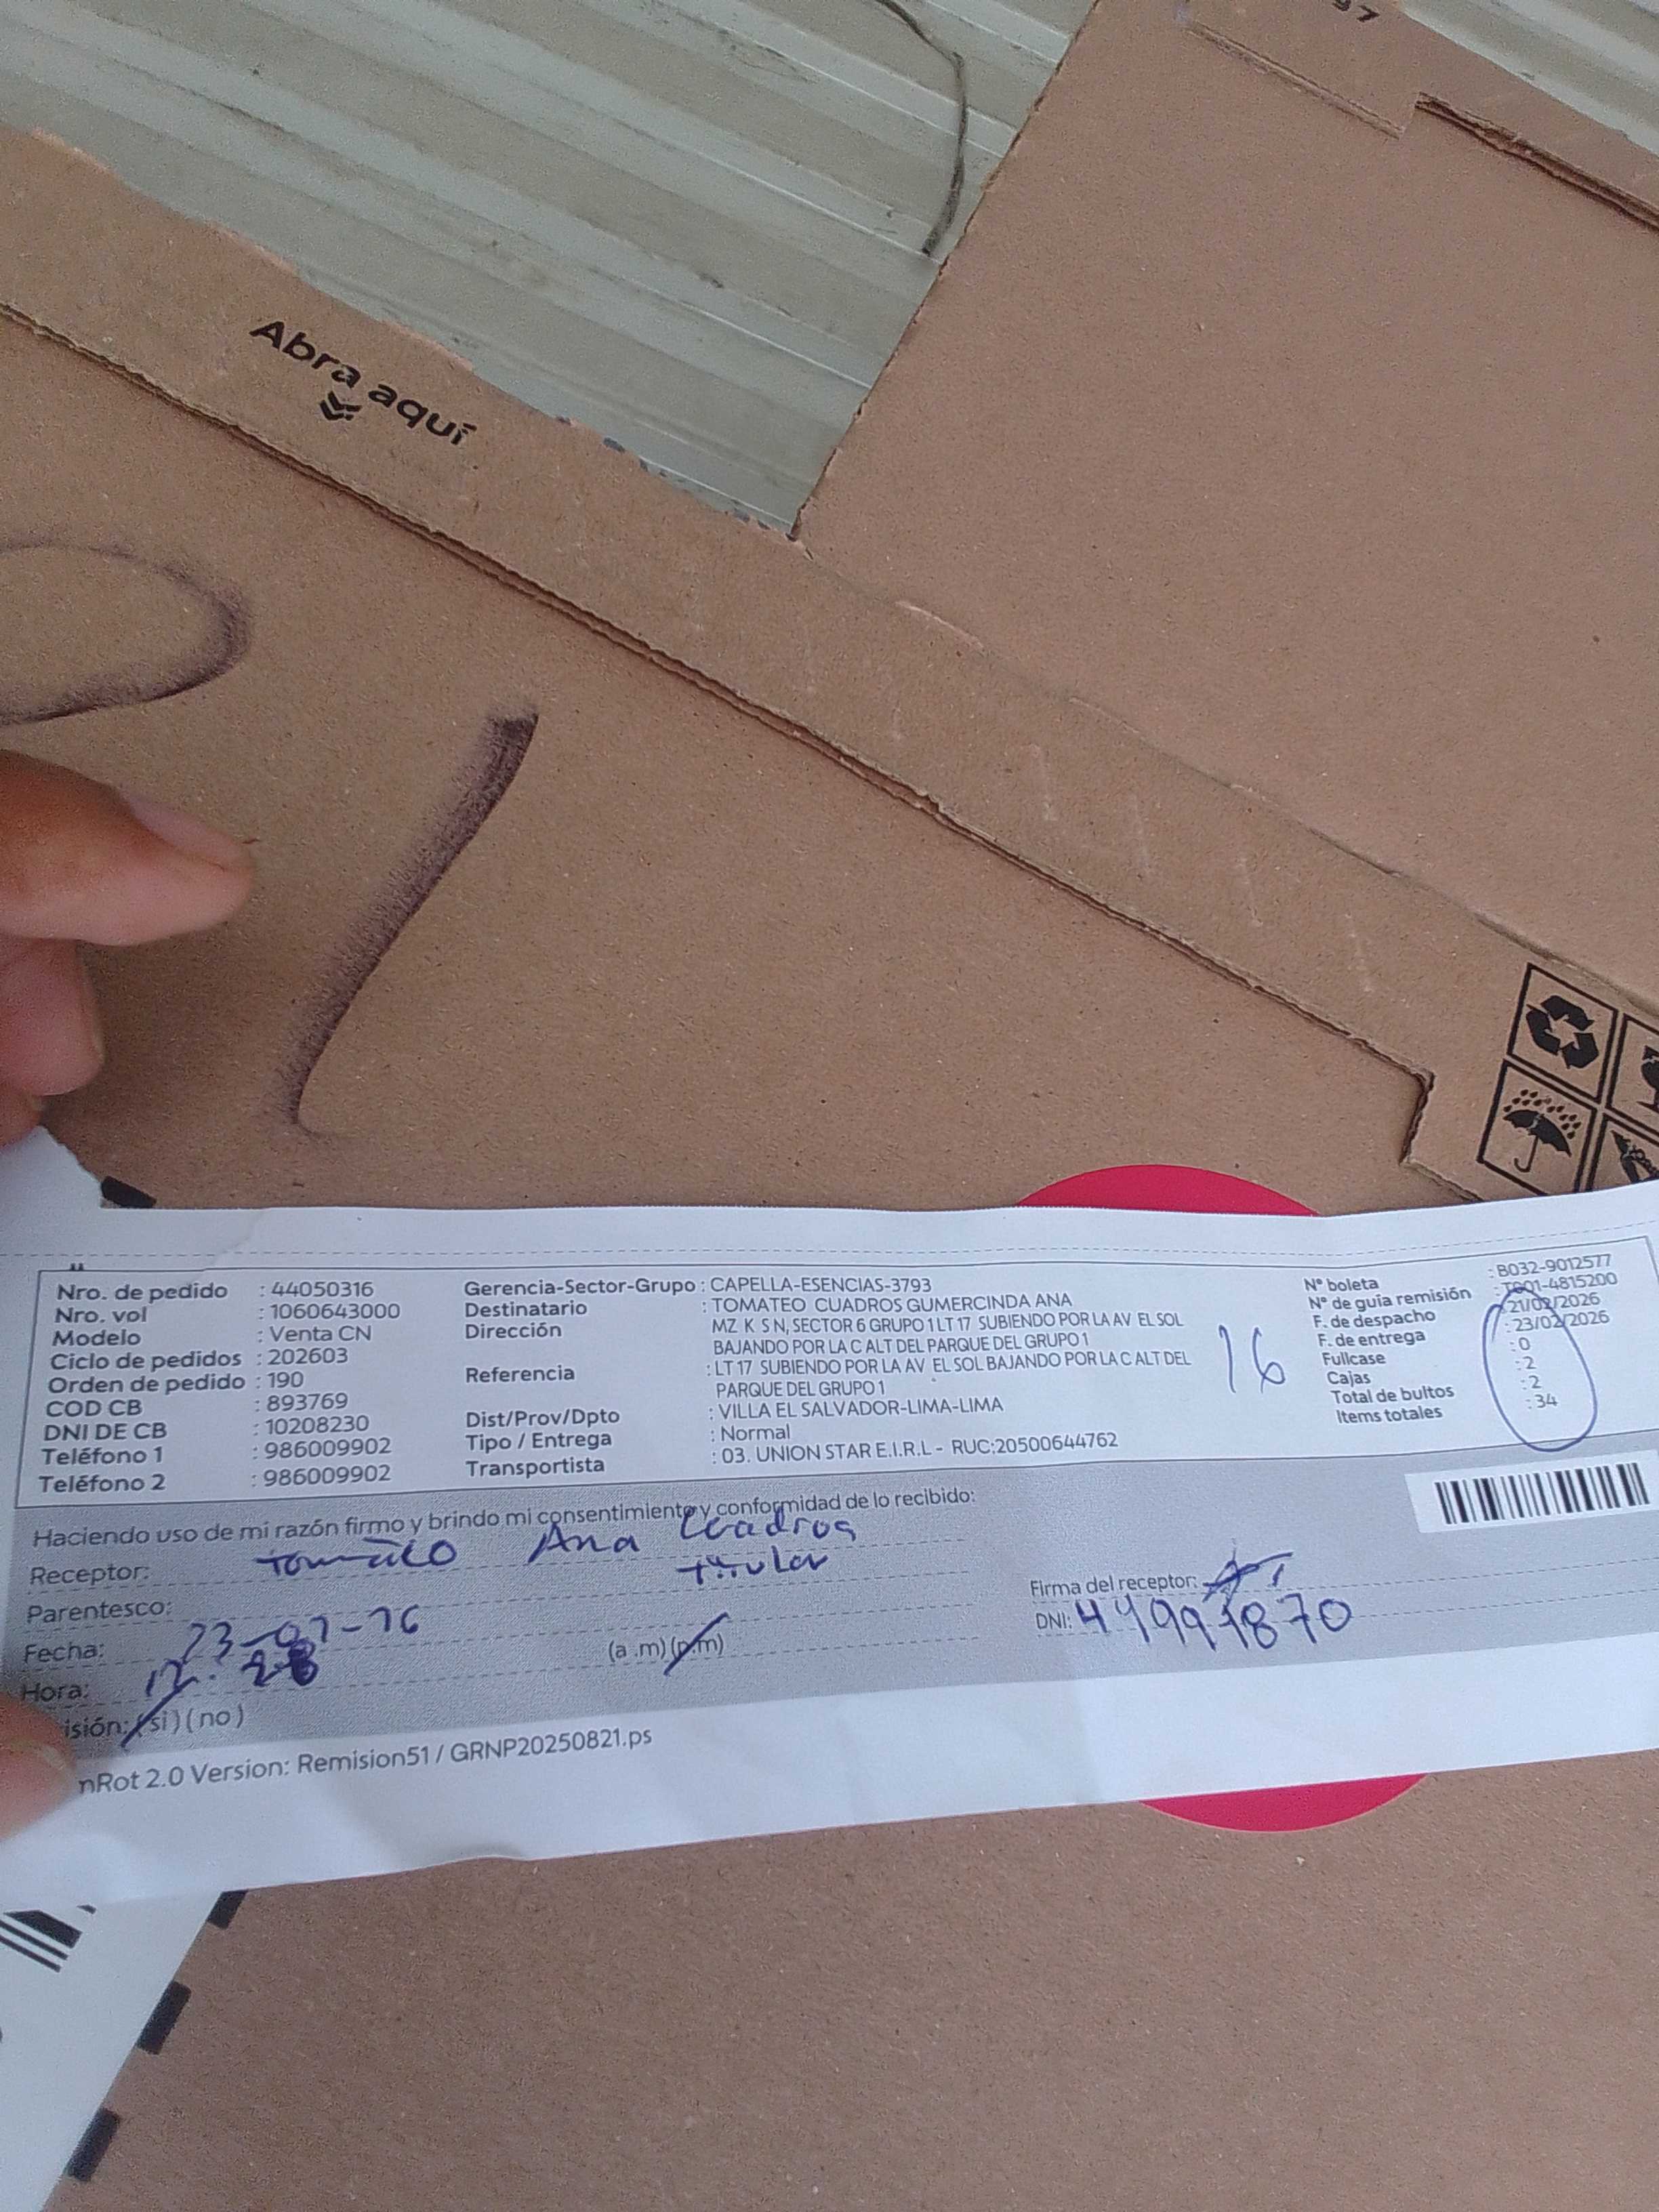 97
Abra aquí
Nro. de pedido : 44050316
Nro. vol : 1060643000
Modelo : Venta CN
Ciclo de pedidos : 202603
Orden de pedido : 190
COD CB : 893769
DNI DE CB : 10208230
Teléfono 1 : 986009902
Teléfono 2 : 986009902
Gerencia-Sector-Grupo : CAPELLA-ESENCIAS-3793
Destinatario : TOMATEO CUADROS GUMERCINDA ANA
Dirección MZ K S N, SECTOR 6 GRUPO 1 LT 17 SUBIENDO POR LA AV EL SOL
BAJANDO POR LA C ALT DEL PARQUE DEL GRUPO 1
Referencia : LT 17 SUBIENDO POR LA AV EL SOL BAJANDO POR LA C ALT DEL
PARQUE DEL GRUPO 1
Dist/Prov/Dpto : VILLA EL SALVADOR-LIMA-LIMA
Tipo / Entrega : Normal
Transportista : 03. UNION STAR E.I.R.L - RUC:20500644762
16
N° boleta : B032-9012577
N° de guía remisión : T001-4815200
F. de despacho : 21/02/2026
F. de entrega : 23/02/2026
Fullcase : 0
Cajas : 2
Total de bultos : 2
Items totales : 34
Haciendo uso de mi razón firmo y brindo mi consentimiento y conformidad de lo recibido:
Receptor: Ana Cuadros
Parentesco: Titular
Fecha:
Hora: 12: 28 (a .m) (p.m)
isión: (si) (no)
Firma del receptor:
DNI:
nRot 2.0 Version: Remision51 / GRNP20250821.ps